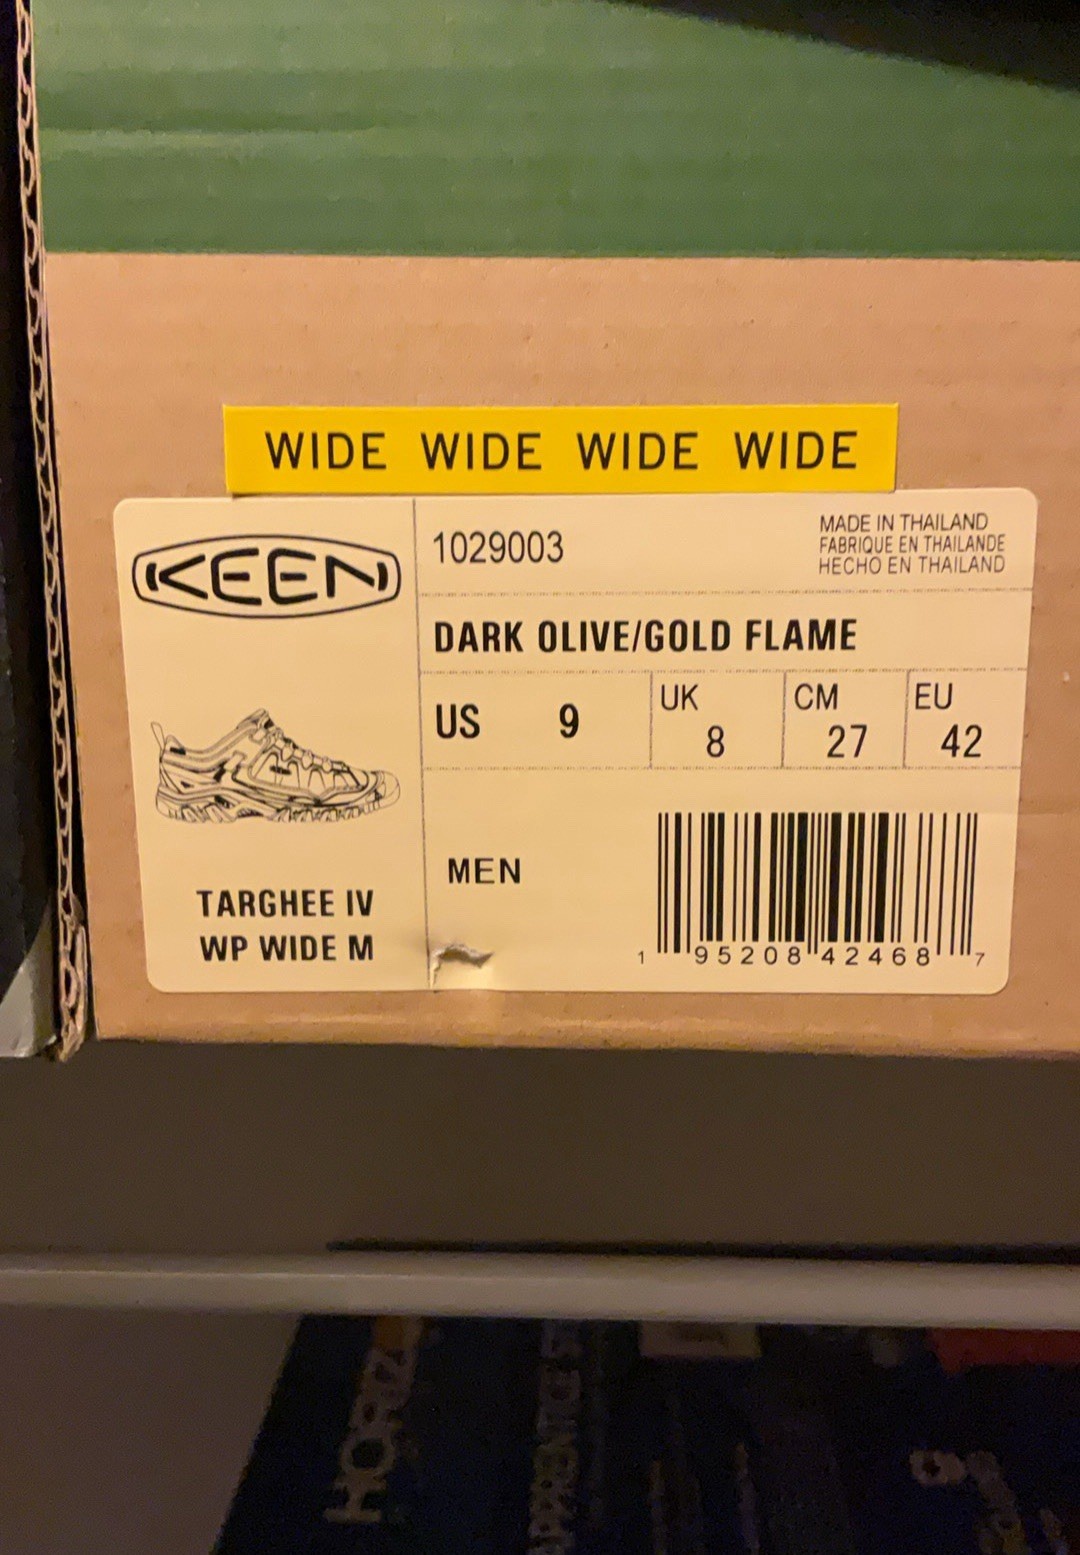 WIDE WIDE WIDE WIDE
KEEN
1029003
MADE IN THAILAND
FABRIQUE EN THAILANDE
HECHO EN THAILAND
DARK OLIVE/GOLD FLAME
US 9
UK 8
CM 27
EU 42
TARGHEE IV
WP WIDE M
MEN
1 95208 42468 7
HORIZ